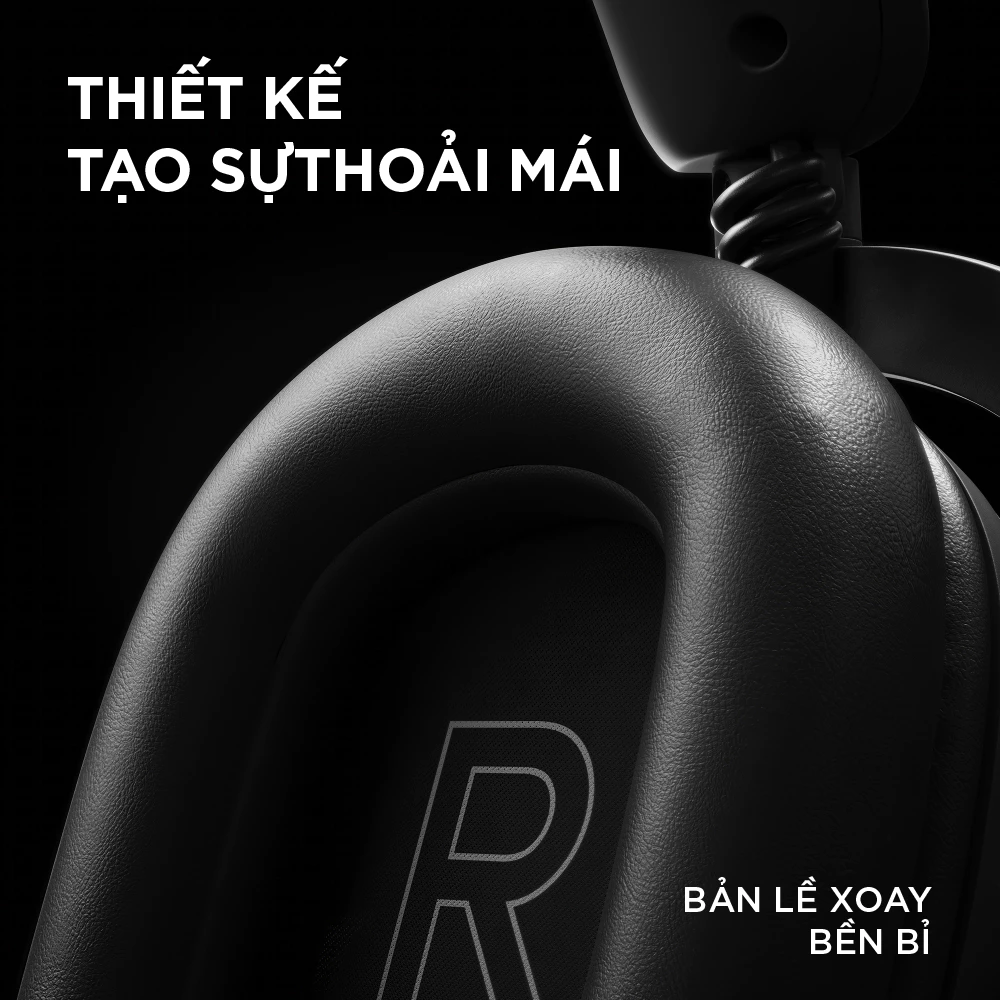 THIẾT KẾ
TẠO SỰTHOẢI MÁI
R
BẢN LỀ XOAY
BỀN BỈ